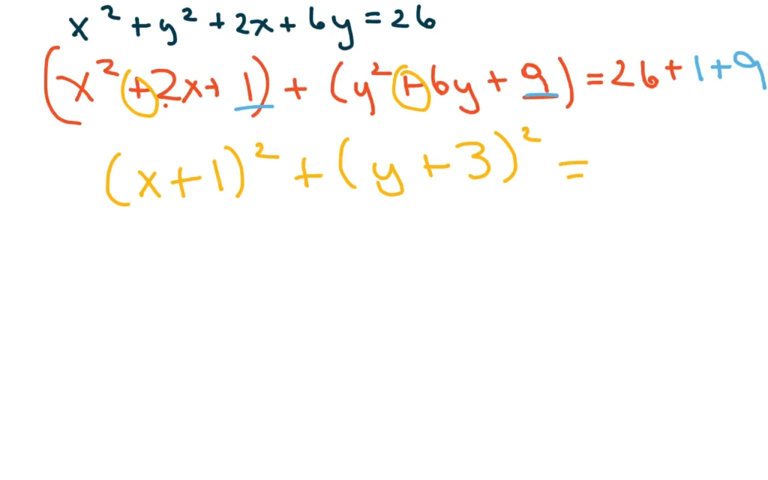 x² + y² + 2x + 6y = 26
(x² + 2x + 1) + (y² + 6y + 9) = 26 + 1 + 9
(x + 1)² + (y + 3)² =